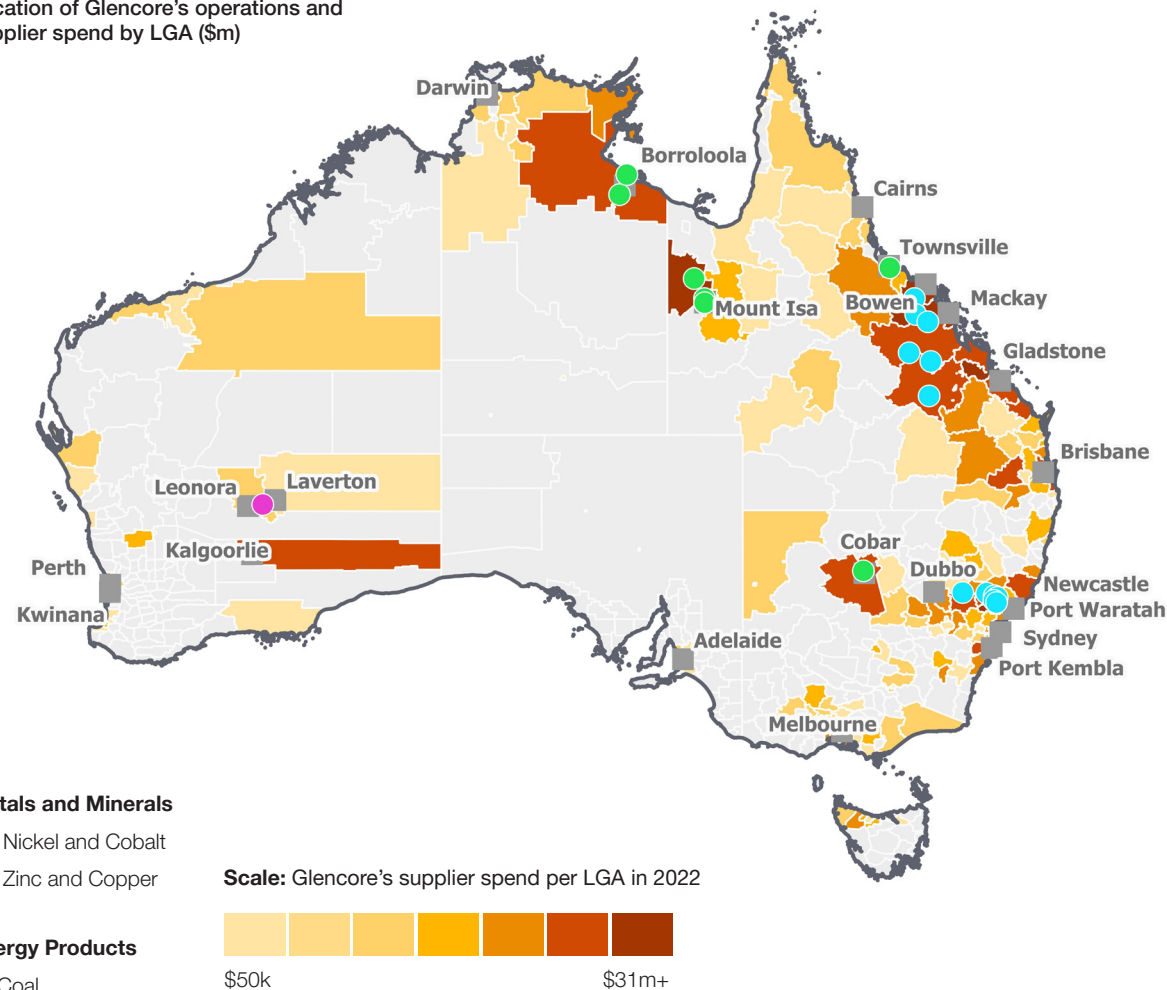 cation of Glencore's operations and
plier spend by LGA ($m)
Darwin
Borroloola
Cairns
Townsville
Bowen
Mackay
Mount Isa
Gladstone
Brisbane
Leonora
Laverton
Kalgoorlie
Cobar
Dubbo
Perth
Newcastle
Kwinana
Port Waratah
Sydney
Adelaide
Port Kembla
Melbourne
tals and Minerals
Nickel and Cobalt
Zinc and Copper
Scale: Glencore's supplier spend per LGA in 2022
ergy Products
Coal
$50k
$31m+